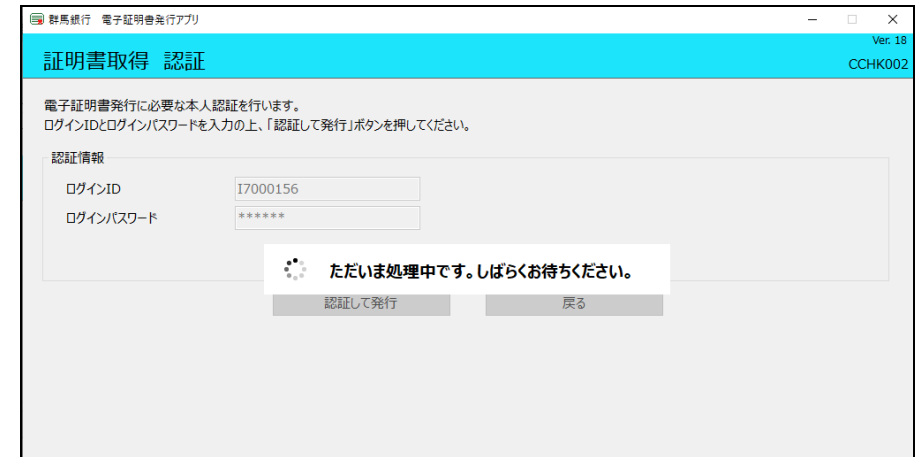 群馬銀行 電子証明書発行アプリ
Ver. 18
証明書取得 認証
CCHK002
電子証明書発行に必要な本人認証を行います。
ログインIDとログインパスワードを入力の上、「認証して発行」ボタンを押してください。
認証情報
ログインID
I7000156
ログインパスワード
******
ただいま処理中です。しばらくお待ちください。
認証して発行
戻る